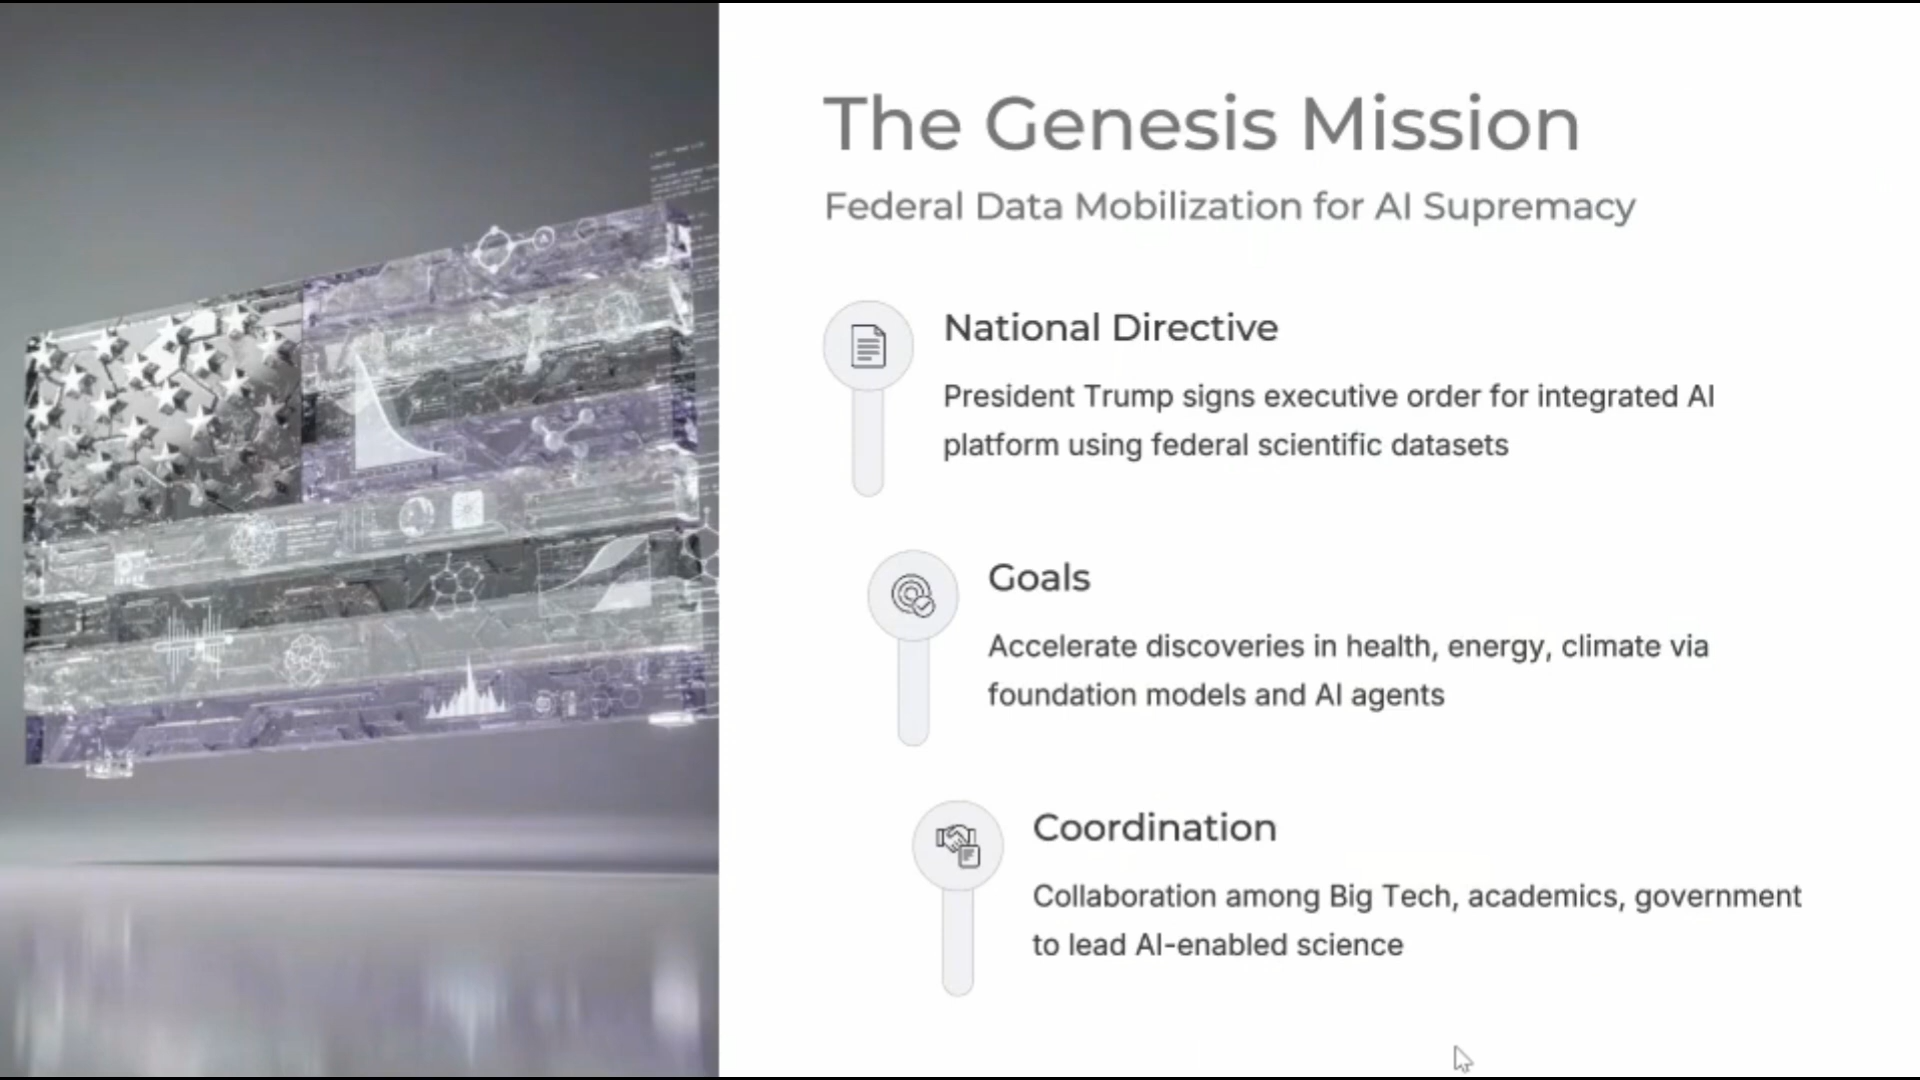 The Genesis Mission
Federal Data Mobilization for AI Supremacy
National Directive
President Trump signs executive order for integrated AI
platform using federal scientific datasets
Goals
Accelerate discoveries in health, energy, climate via
foundation models and AI agents
Coordination
Collaboration among Big Tech, academics, government
to lead AI-enabled science